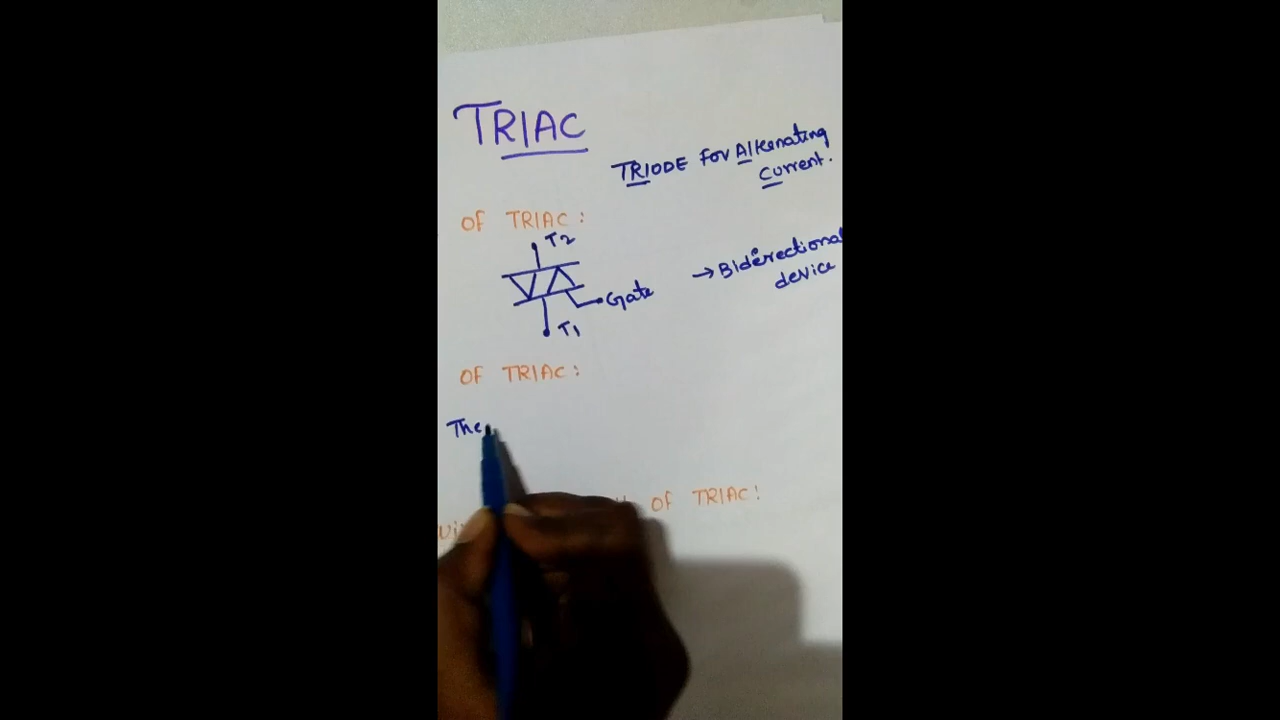 TRIAC
TRIODE FOR Alternating
Current.
OF TRIAC:
T2
→ Bidirectional
device
Gate
T1
OF TRIAC:
The
OF TRIAC: